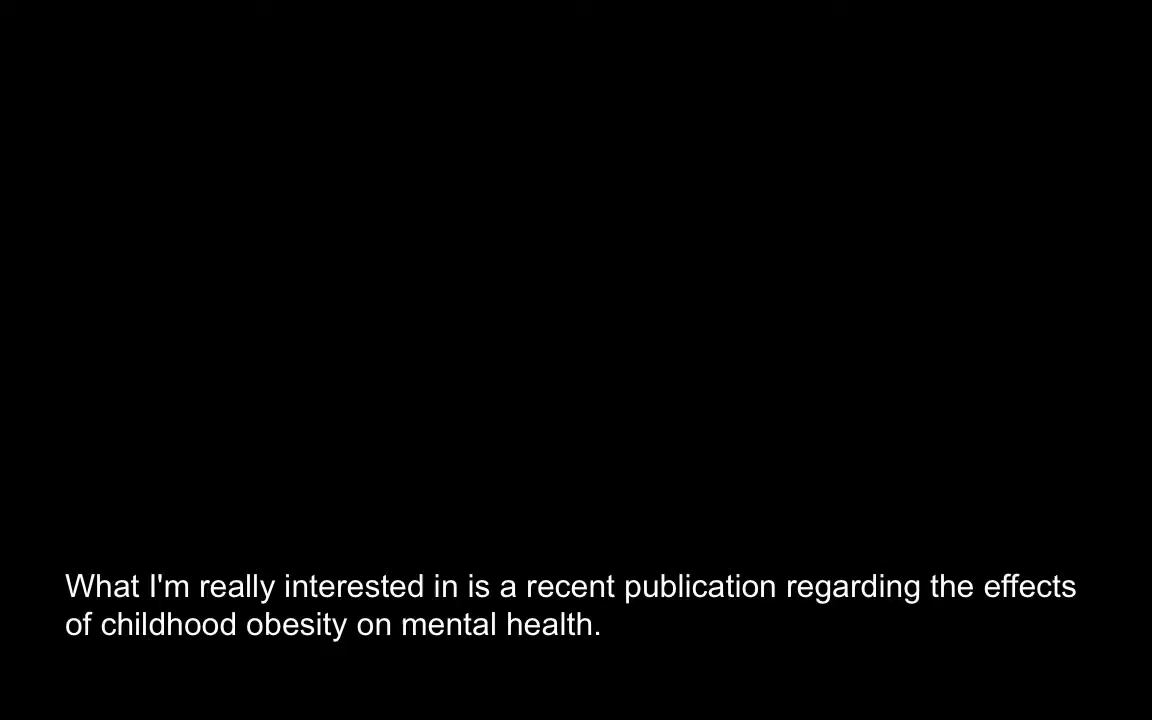 What I'm really interested in is a recent publication regarding the effects
of childhood obesity on mental health.